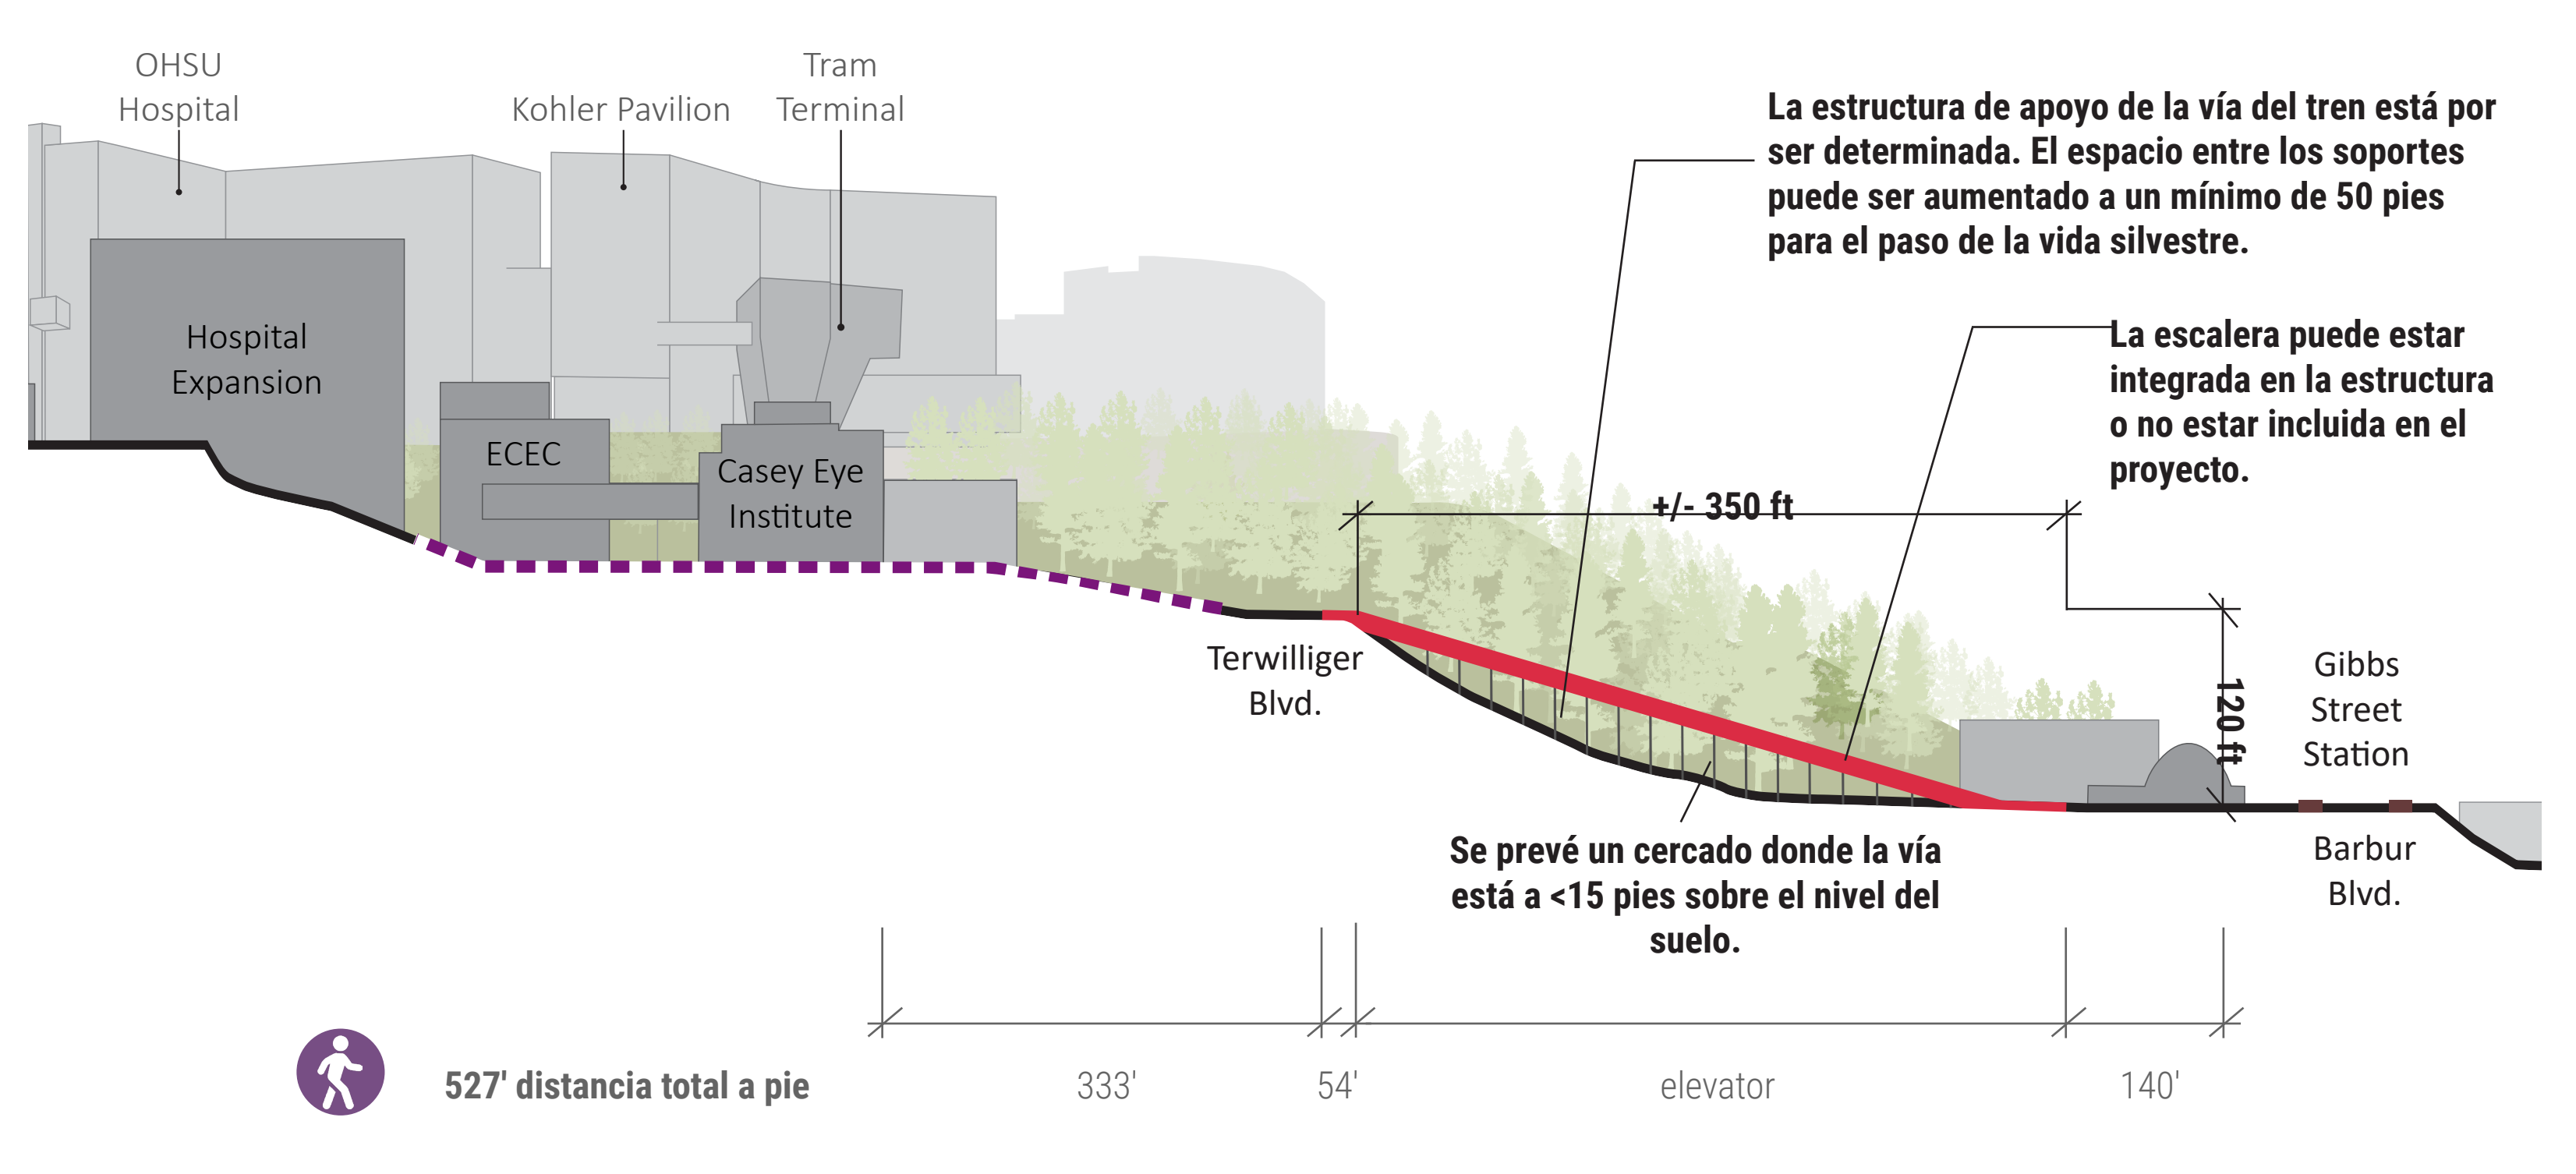 OHSU
Hospital
Kohler Pavilion
Tram
Terminal
La estructura de apoyo de la vía del tren está por
ser determinada. El espacio entre los soportes
puede ser aumentado a un mínimo de 50 pies
para el paso de la vida silvestre.
Hospital
Expansion
La escalera puede estar
integrada en la estructura
o no estar incluida en el
proyecto.
ECEC
Casey Eye
Institute
+/- 350 ft
Terwilliger
Blvd.
120 ft
Gibbs
Street
Station
Se prevé un cercado donde la vía
está a <15 pies sobre el nivel del
suelo.
Barbur
Blvd.
527' distancia total a pie
333'
54'
elevator
140'